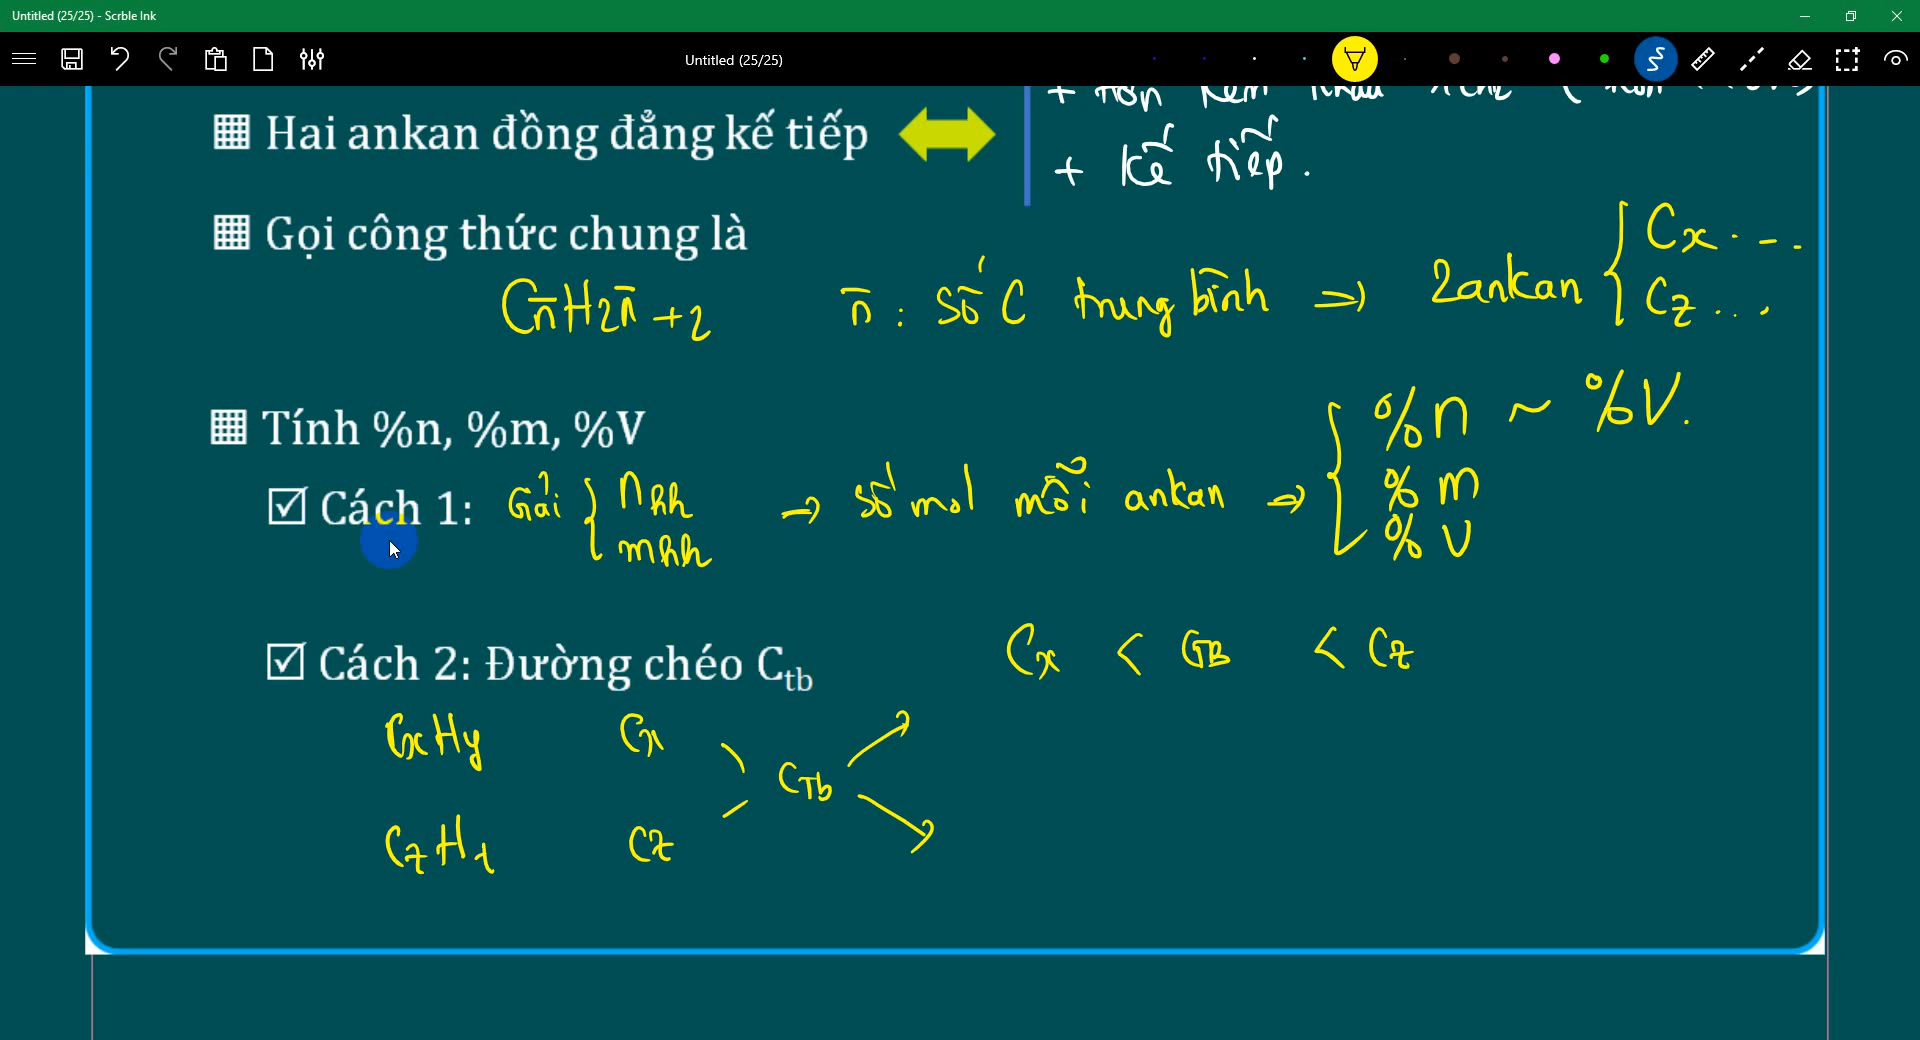 Untitled (25/25) - Scrble Ink
Untitled (25/25)
▦ Hai ankan đồng đẳng kế tiếp
+ kế tiếp.
▦ Gọi công thức chung là
Cn̄H2n̄+2 n̄ : số C trung bình ⇒ 2ankan { Cx ...
Cz ...
▦ Tính %n, %m, %V
%n ~ %V.
☑ Cách 1: Giải { nhh → số mol mỗi ankan ⇒ % m
mhh % V
☑ Cách 2: Đường chéo Ctb Cx < CTB < Cz
CxHy Cx
CTb
CzHt Cz